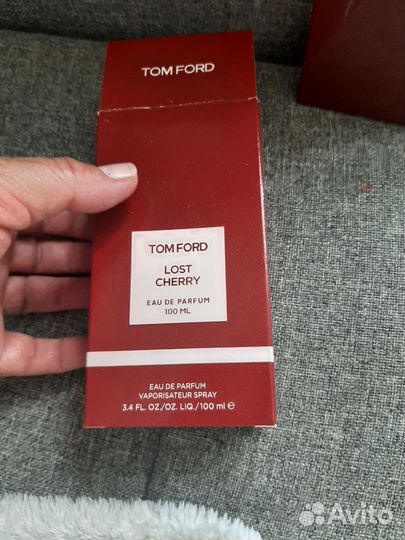 TOM FORD
TOM FORD
LOST
CHERRY
EAU DE PARFUM
100 ML
EAU DE PARFUM
VAPORISATEUR SPRAY
3.4 FL. OZ./OZ. LIQ./100 ml ℮
Avito